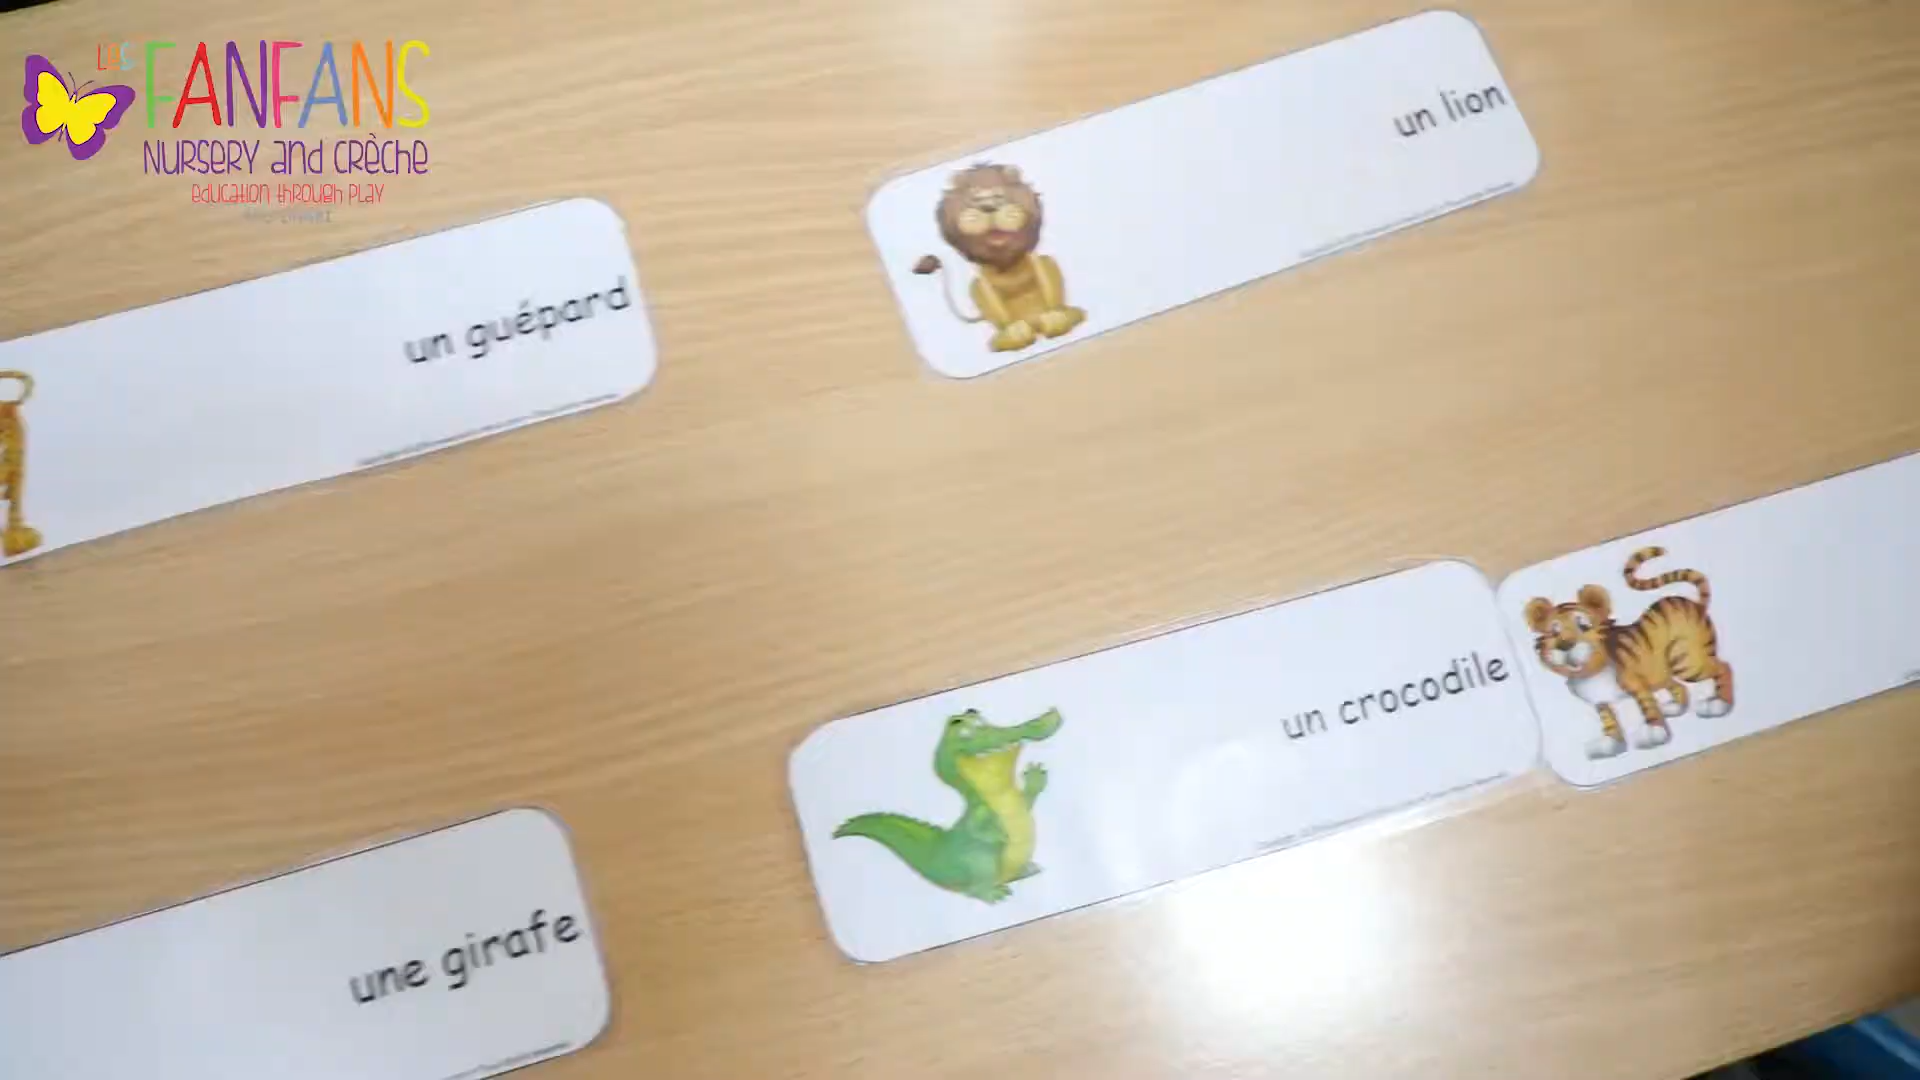 Les
FANFANS
NURSERY and CRÈCHE
education through play
un lion
un guépard
un crocodile
une girafe